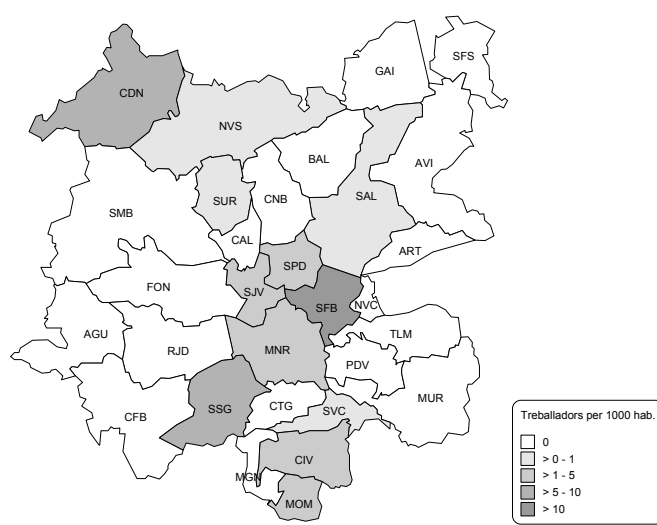 SFS
GAI
CDN
NVS
BAL
AVI
SUR
CNB
SAL
SMB
CAL
ART
SPD
FON
SJV
SFB
NVC
AGU
TLM
RJD
MNR
PDV
MUR
SSG
CTG
SVC
CFB
CIV
MGN
MOM
Treballadors per 1000 hab.
0
> 0 - 1
> 1 - 5
> 5 - 10
> 10